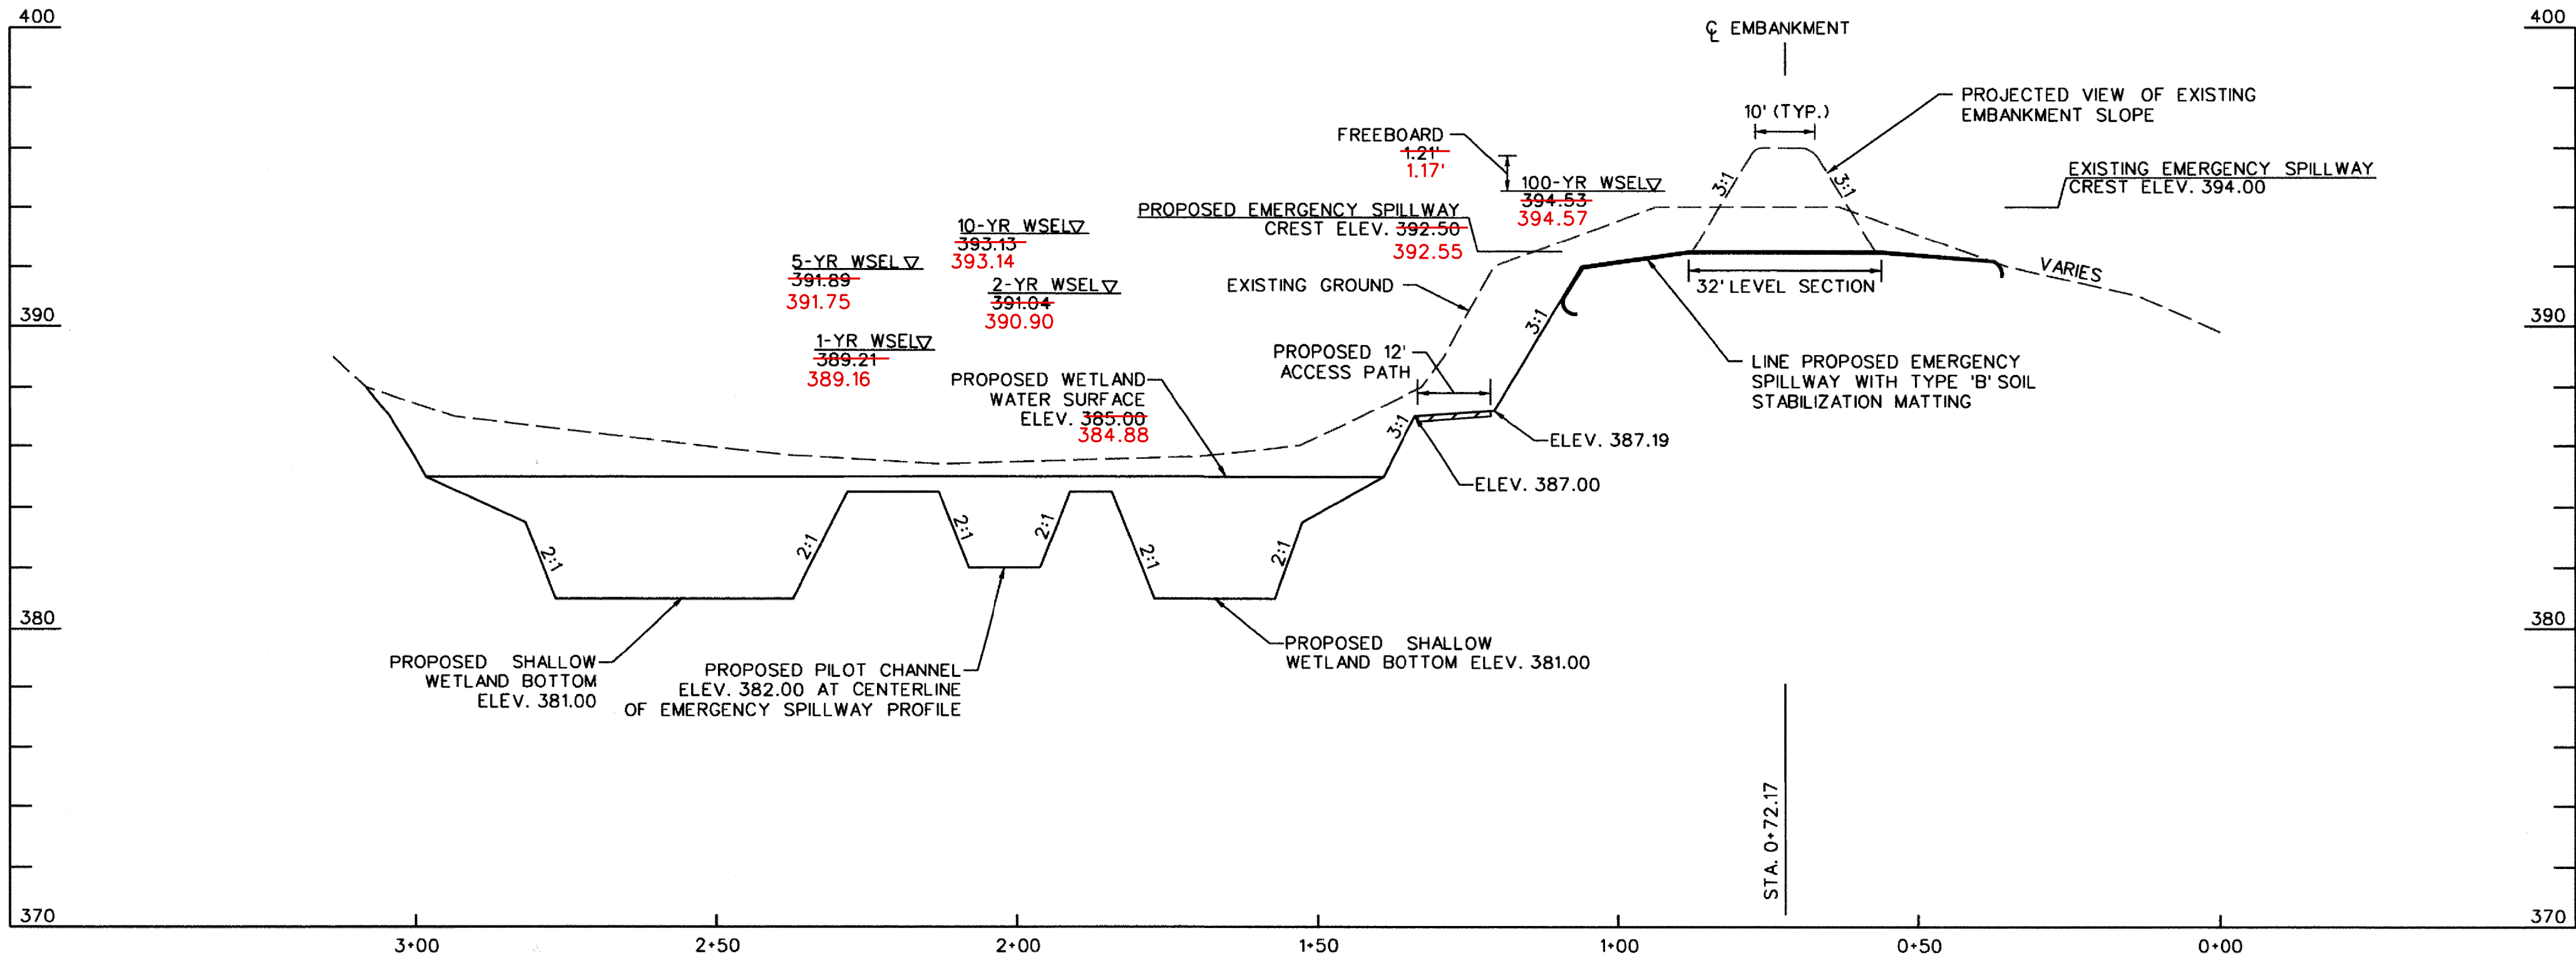 400
400
℄ EMBANKMENT
PROJECTED VIEW OF EXISTING
EMBANKMENT SLOPE
10' (TYP.)
FREEBOARD
1.21'
1.17'
3:1
3:1
EXISTING EMERGENCY SPILLWAY
CREST ELEV. 394.00
100-YR WSEL
394.53
394.57
PROPOSED EMERGENCY SPILLWAY
CREST ELEV. 392.50
392.55
10-YR WSEL
393.13
393.14
5-YR WSEL
391.89
391.75
2-YR WSEL
391.04
390.90
EXISTING GROUND
32' LEVEL SECTION
VARIES
390
390
1-YR WSEL
389.21
389.16
3:1
PROPOSED 12'
ACCESS PATH
LINE PROPOSED EMERGENCY
SPILLWAY WITH TYPE 'B' SOIL
STABILIZATION MATTING
PROPOSED WETLAND
WATER SURFACE
ELEV. 385.00
384.88
3:1
ELEV. 387.19
ELEV. 387.00
2:1
2:1
2:1
2:1
2:1
2:1
380
380
PROPOSED SHALLOW
WETLAND BOTTOM
ELEV. 381.00
PROPOSED PILOT CHANNEL
ELEV. 382.00 AT CENTERLINE
OF EMERGENCY SPILLWAY PROFILE
PROPOSED SHALLOW
WETLAND BOTTOM ELEV. 381.00
STA. 0+72.17
370
370
3+00
2+50
2+00
1+50
1+00
0+50
0+00